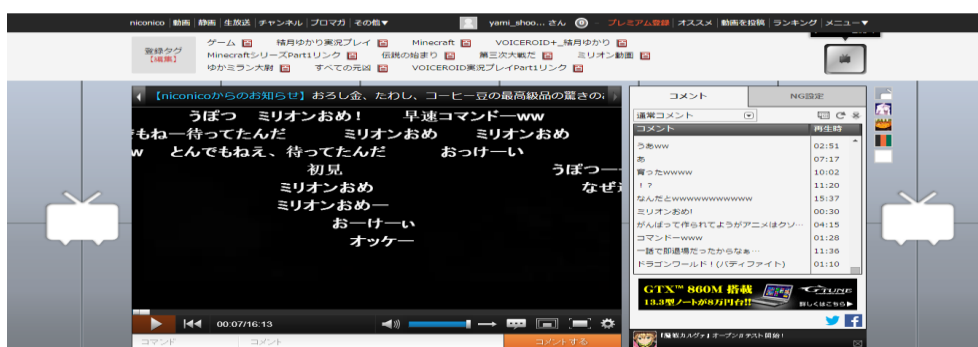 niconico 動画 静画 生放送 チャンネル ブロマガ その他▼
yami_shoo... さん プレミアム登録 オススメ 動画を投稿 ランキング メニュー▼
登録タグ
【編集】
ゲーム 結月ゆかり実況プレイ Minecraft VOICEROID+_結月ゆかり
MinecraftシリーズPart1リンク 伝説の始まり 第三次大戦だ ミリオン動画
ゆかミラン大尉 すべての元凶 VOICEROID実況プレイPart1リンク
【niconicoからのお知らせ】おろし金、たわし、コーヒー豆の最高級品の驚きの
うぽつ ミリオンおめ! 早速コマンドーww
もねー待ってたんだ ミリオンおめ ミリオンおめ
w とんでもねえ、待ってたんだ おっけーい
初見 うぽつー
ミリオンおめ なぜ
ミリオンおめー
おーけーい
オッケー
00:07/16:13
コマンド コメント コメントする
コメント NG設定
通常コメント
コメント 再生時
うあww 02:51
あ 07:17
育ったwwww 10:02
!? 11:20
なんだとwwwwwwwwwww 15:37
ミリオンおめ! 00:30
がんばって作られてようがアニメはクソ… 04:15
コマンドーwww 01:28
一話で即退場だったからなぁ… 11:36
ドラゴンワールド!(バティファイト) 01:10
GTX™ 860M 搭載
13.3型ノートが8万円台!!
G-TUNE
詳しくはこちら▶